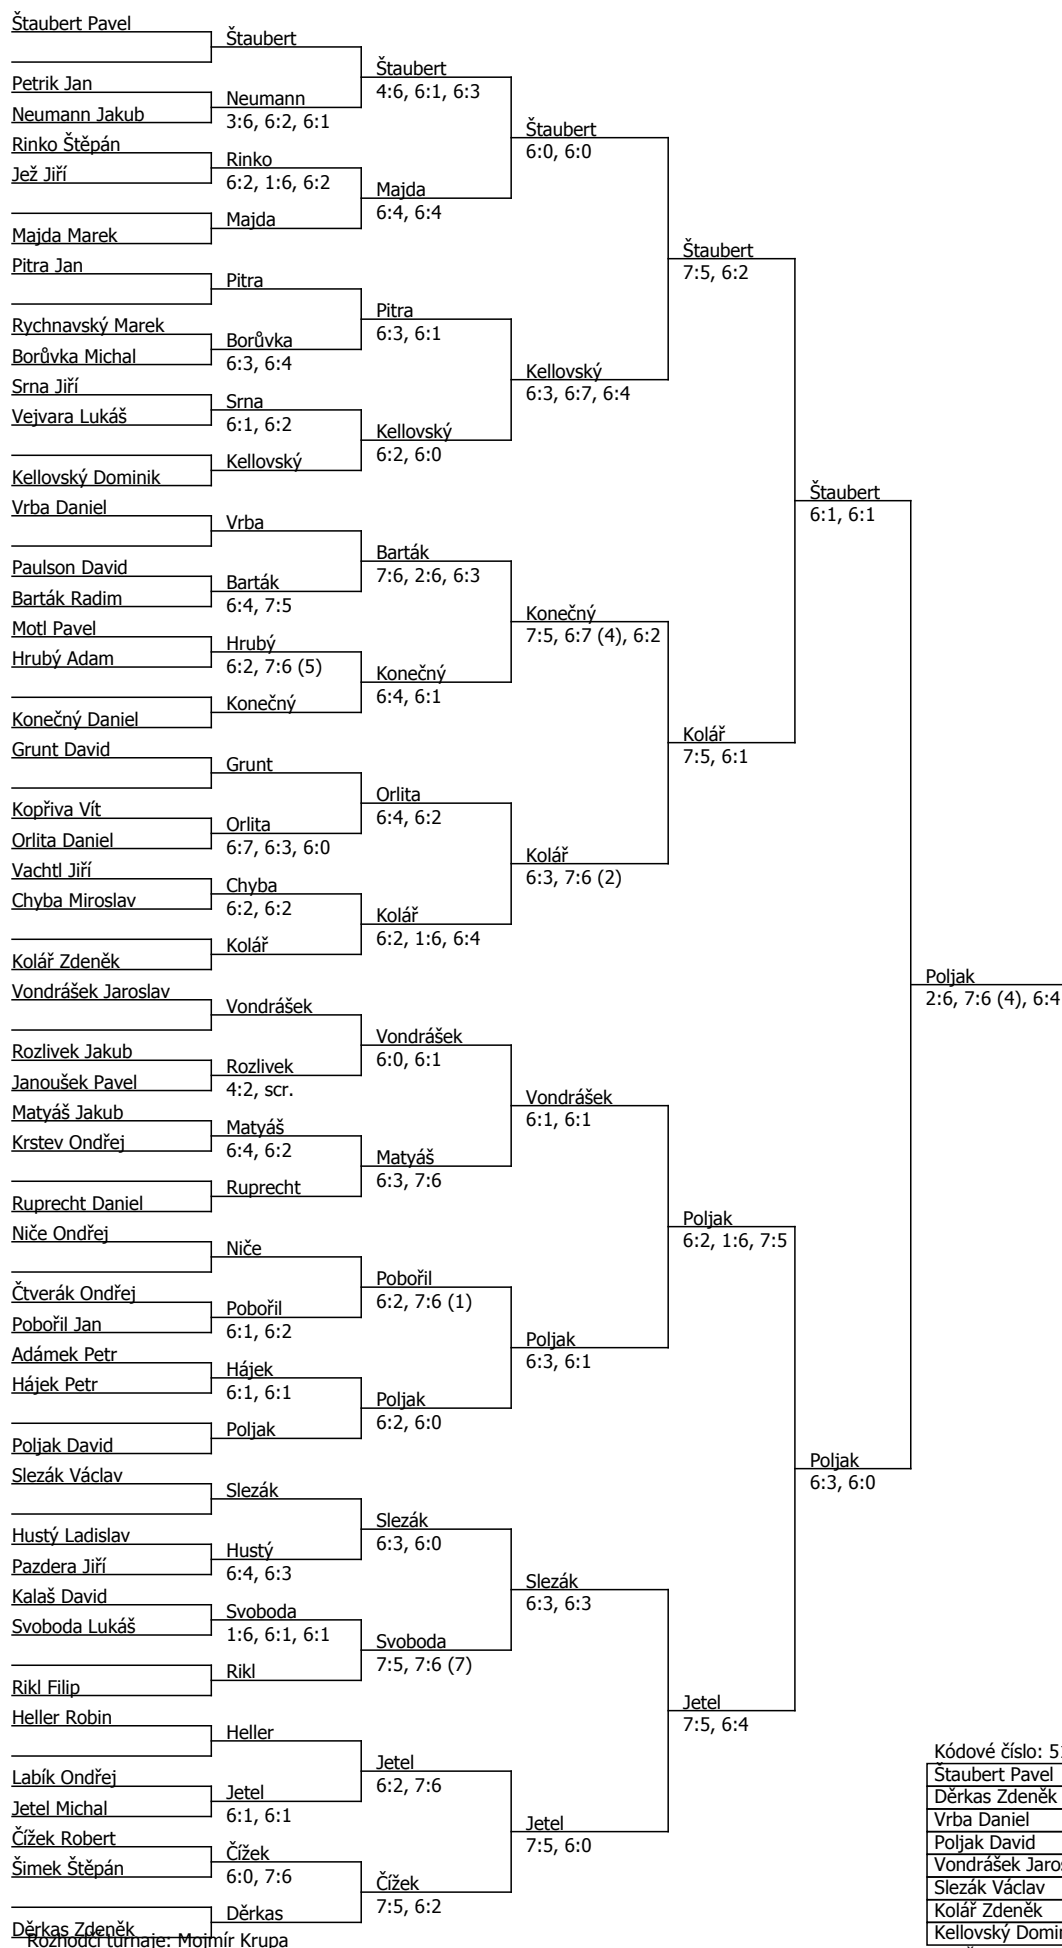 Štaubert Pavel
Štaubert
Štaubert
4:6, 6:1, 6:3
Petrik Jan
Neumann Jakub
Neumann
3:6, 6:2, 6:1
Štaubert
6:0, 6:0
Rinko Štěpán
Jež Jiří
Rinko
6:2, 1:6, 6:2
Majda
6:4, 6:4
Majda
Majda Marek
Štaubert
7:5, 6:2
Pitra Jan
Pitra
Pitra
6:3, 6:1
Rychnavský Marek
Borůvka Michal
Borůvka
6:3, 6:4
Kellovský
6:3, 6:7, 6:4
Srna Jiří
Vejvara Lukáš
Srna
6:1, 6:2
Kellovský
6:2, 6:0
Kellovský
Kellovský Dominik
Štaubert
6:1, 6:1
Vrba Daniel
Vrba
Barták
7:6, 2:6, 6:3
Paulson David
Barták Radim
Barták
6:4, 7:5
Konečný
7:5, 6:7 (4), 6:2
Motl Pavel
Hrubý Adam
Hrubý
6:2, 7:6 (5)
Konečný
6:4, 6:1
Konečný
Konečný Daniel
Kolář
7:5, 6:1
Grunt David
Grunt
Orlita
6:4, 6:2
Kopřiva Vít
Orlita Daniel
Orlita
6:7, 6:3, 6:0
Kolář
6:3, 7:6 (2)
Vachtl Jiří
Chyba Miroslav
Chyba
6:2, 6:2
Kolář
6:2, 1:6, 6:4
Kolář
Kolář Zdeněk
Poljak
2:6, 7:6 (4), 6:4
Vondrášek Jaroslav
Vondrášek
Vondrášek
6:0, 6:1
Rozlivek Jakub
Janoušek Pavel
Rozlivek
4:2, scr.
Vondrášek
6:1, 6:1
Matyáš Jakub
Krstev Ondřej
Matyáš
6:4, 6:2
Matyáš
6:3, 7:6
Ruprecht
Ruprecht Daniel
Poljak
6:2, 1:6, 7:5
Niče Ondřej
Niče
Pobořil
6:2, 7:6 (1)
Čtverák Ondřej
Pobořil Jan
Pobořil
6:1, 6:2
Poljak
6:3, 6:1
Adámek Petr
Hájek Petr
Hájek
6:1, 6:1
Poljak
6:2, 6:0
Poljak
Poljak David
Poljak
6:3, 6:0
Slezák Václav
Slezák
Slezák
6:3, 6:0
Hustý Ladislav
Pazdera Jiří
Hustý
6:4, 6:3
Slezák
6:3, 6:3
Kalaš David
Svoboda Lukáš
Svoboda
1:6, 6:1, 6:1
Svoboda
7:5, 7:6 (7)
Rikl
Rikl Filip
Jetel
7:5, 6:4
Heller Robin
Heller
Jetel
6:2, 7:6
Labík Ondřej
Jetel Michal
Jetel
6:1, 6:1
Jetel
7:5, 6:0
Čížek Robert
Šimek Štěpán
Čížek
6:0, 7:6
Čížek
7:5, 6:2
Děrkas
Děrkas Zdeněk
Rozhodčí turnaje: Mojmír Krupa
Kódové číslo:
Štaubert Pavel
Děrkas Zdeněk
Vrba Daniel
Poljak David
Vondrášek Jaros
Slezák Václav
Kolář Zdeněk
Kellovský Domin